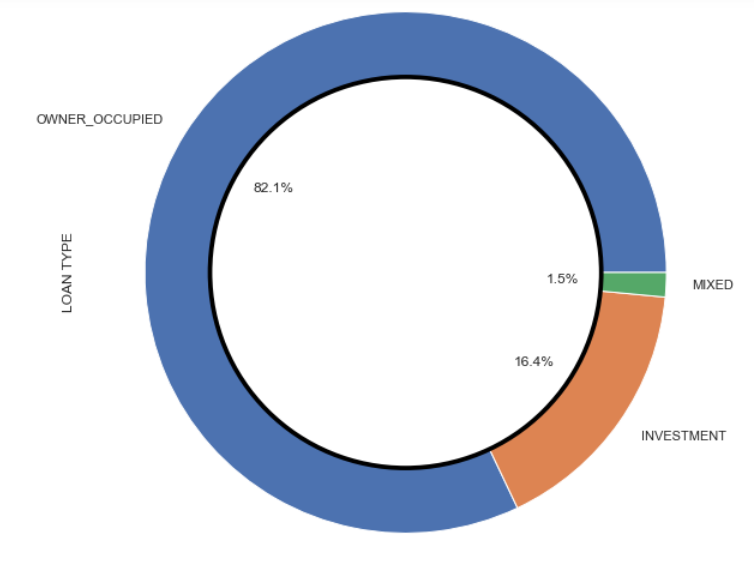 OWNER_OCCUPIED
82.1%
LOAN TYPE
1.5%
MIXED
16.4%
INVESTMENT